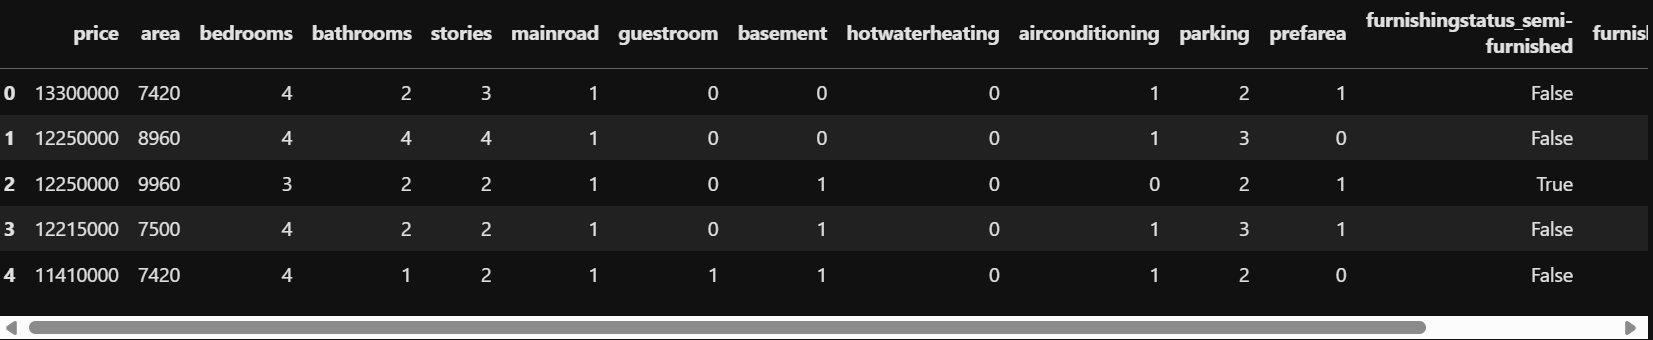 price area bedrooms bathrooms stories mainroad guestroom basement hotwaterheating airconditioning parking prefarea furnishingstatus_semi-furnished furnis
0 13300000 7420 4 2 3 1 0 0 0 1 2 1 False
1 12250000 8960 4 4 4 1 0 0 0 1 3 0 False
2 12250000 9960 3 2 2 1 0 1 0 0 2 1 True
3 12215000 7500 4 2 2 1 0 1 0 1 3 1 False
4 11410000 7420 4 1 2 1 1 1 0 1 2 0 False